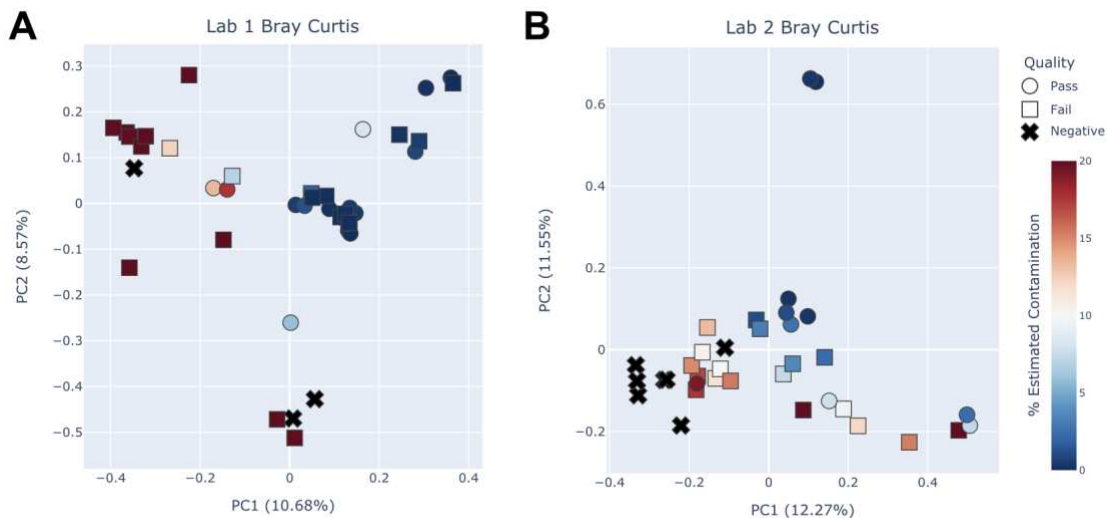 A
Lab 1 Bray Curtis
0.3
0.2
0.1
0
−0.1
−0.2
−0.3
−0.4
−0.5
PC2 (8.57%)
−0.4
−0.2
0
0.2
0.4
PC1 (10.68%)
B
Lab 2 Bray Curtis
0.6
0.4
0.2
0
−0.2
PC2 (11.55%)
−0.4
−0.2
0
0.2
0.4
PC1 (12.27%)
Quality
Pass
Fail
Negative
20
15
10
5
0
% Estimated Contamination